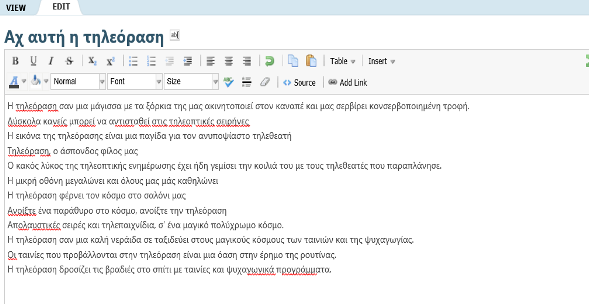 VIEW EDIT
Αχ αυτή η τηλεόραση
B U I S X₂ X²
Table Insert
A Normal Font Size Source Add Link
Η τηλεόραση σαν μια μάγισσα με τα ξόρκια της μας ακινητοποιεί στον καναπέ και μας σερβίρει κονσερβοποιημένη τροφή.
Δύσκολα κανείς μπορεί να αντισταθεί στις τηλεοπτικές σειρήνες
Η εικόνα της τηλεόρασης είναι μια παγίδα για τον ανυποψίαστο τηλεθεατή
Τηλεόραση, ο άσπονδος φίλος μας
Ο κακός λύκος της τηλεοπτικής ενημέρωσης έχει ήδη γεμίσει την κοιλιά του με τους τηλεθεατές που παραπλάνησε.
Η μικρή οθόνη μεγαλώνει και όλους μας μάς καθηλώνει
Η τηλεόραση φέρνει τον κόσμο στο σαλόνι μας
Ανοίξτε ένα παράθυρο στο κόσμο, ανοίξτε την τηλεόραση
Απολαυστικές σειρές και τηλεπαιχνίδια, σ' ένα μαγικό πολύχρωμο κόσμο.
Η τηλεόραση σαν μια καλή νεράιδα σε ταξιδεύει στους μαγικούς κόσμους των ταινιών και της ψυχαγωγίας.
Οι ταινίες που προβάλλονται στην τηλεόραση είναι μια όαση στην έρημο της ρουτίνας.
Η τηλεόραση δροσίζει τις βραδιές στο σπίτι με ταινίες και ψυχαγωγικά προγράμματα.